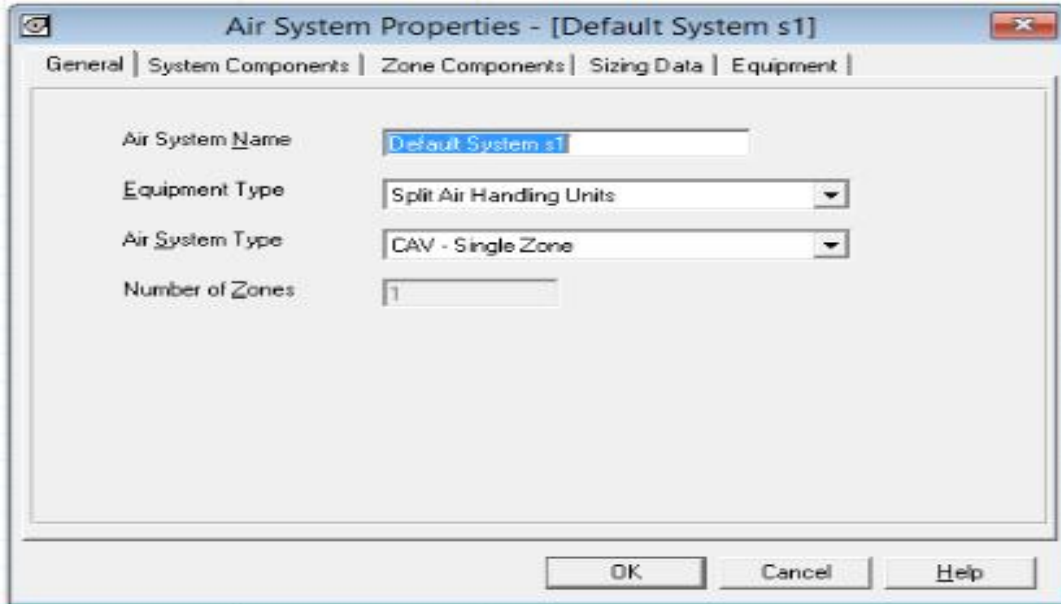 Air System Properties - [Default System s1]
General | System Components | Zone Components | Sizing Data | Equipment |
Air System Name Default System s1
Equipment Type Split Air Handling Units
Air System Type CAV - Single Zone
Number of Zones 1
OK Cancel Help